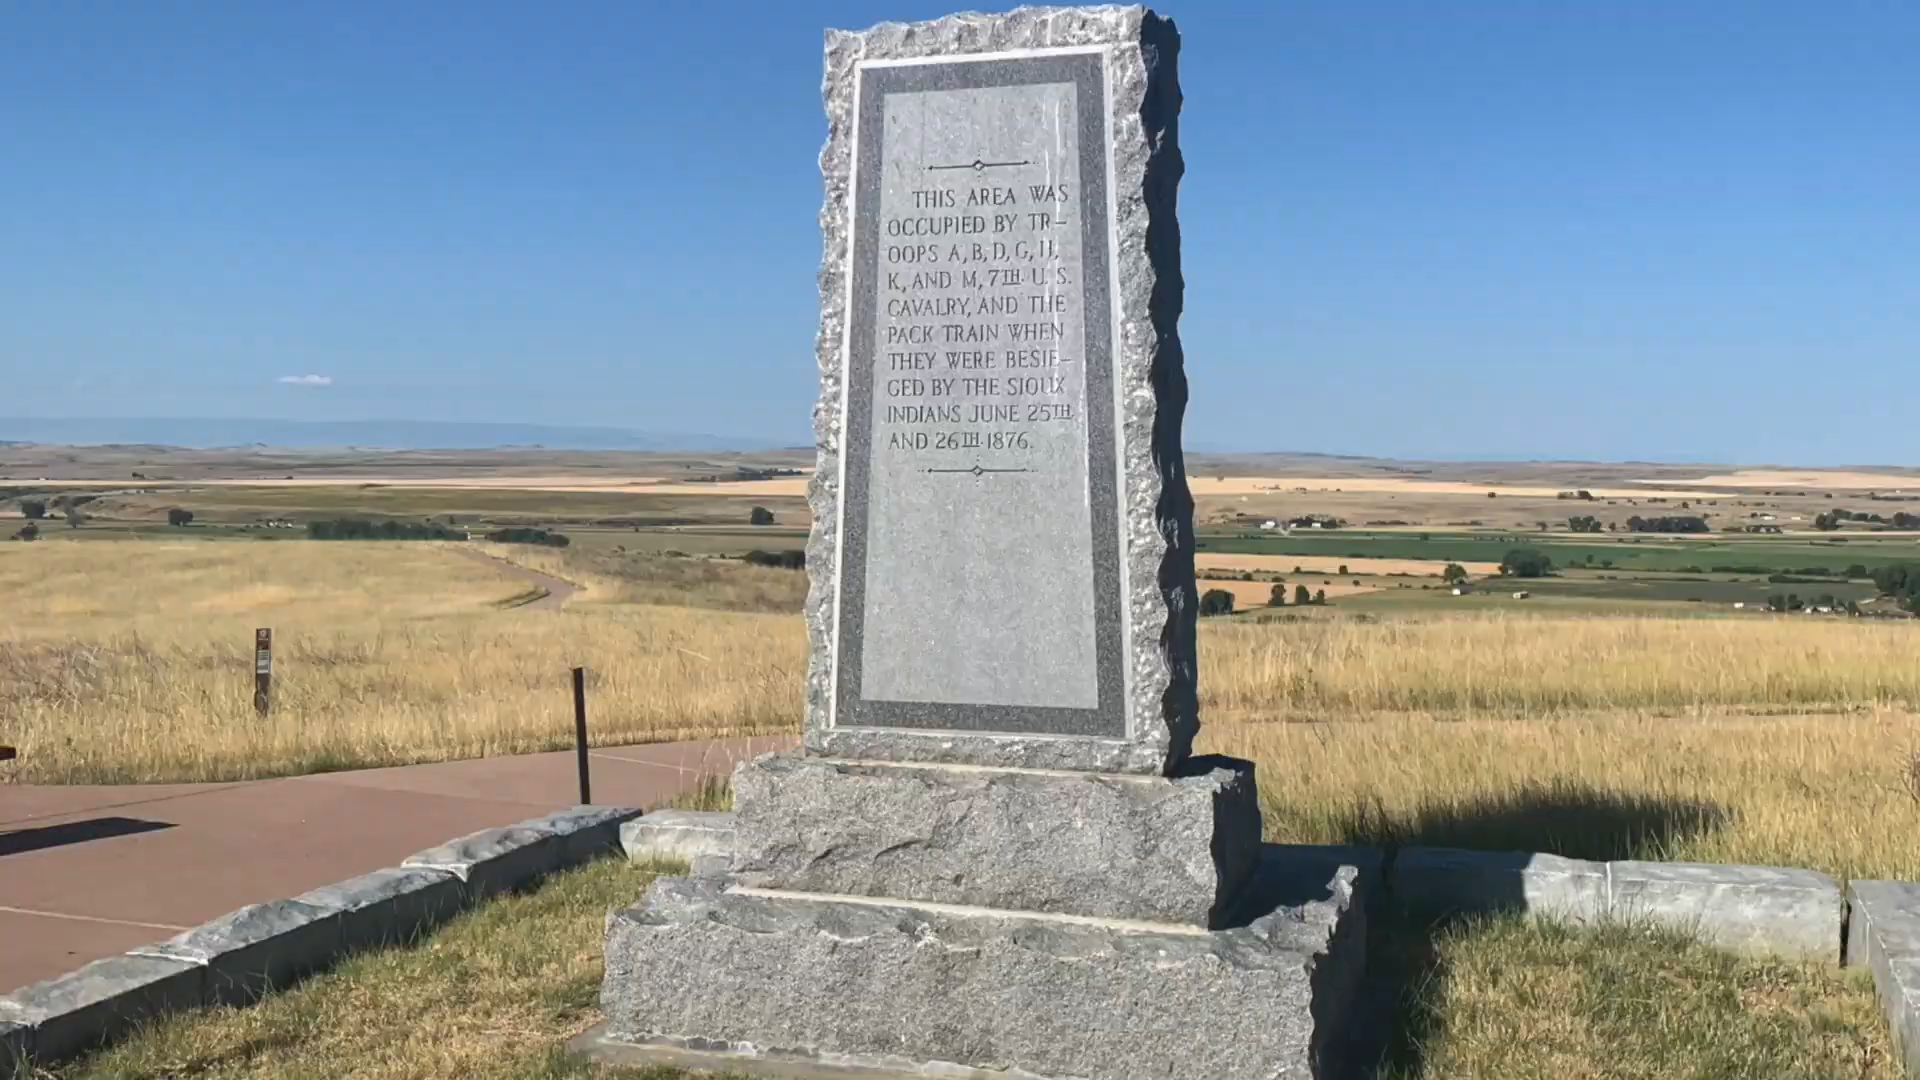 THIS AREA WAS
OCCUPIED BY TR-
OOPS A, B, D, G, H,
K, AND M, 7TH. U. S.
CAVALRY, AND THE
PACK TRAIN WHEN
THEY WERE BESIE-
GED BY THE SIOUX
INDIANS JUNE 25TH.
AND 26TH. 1876.